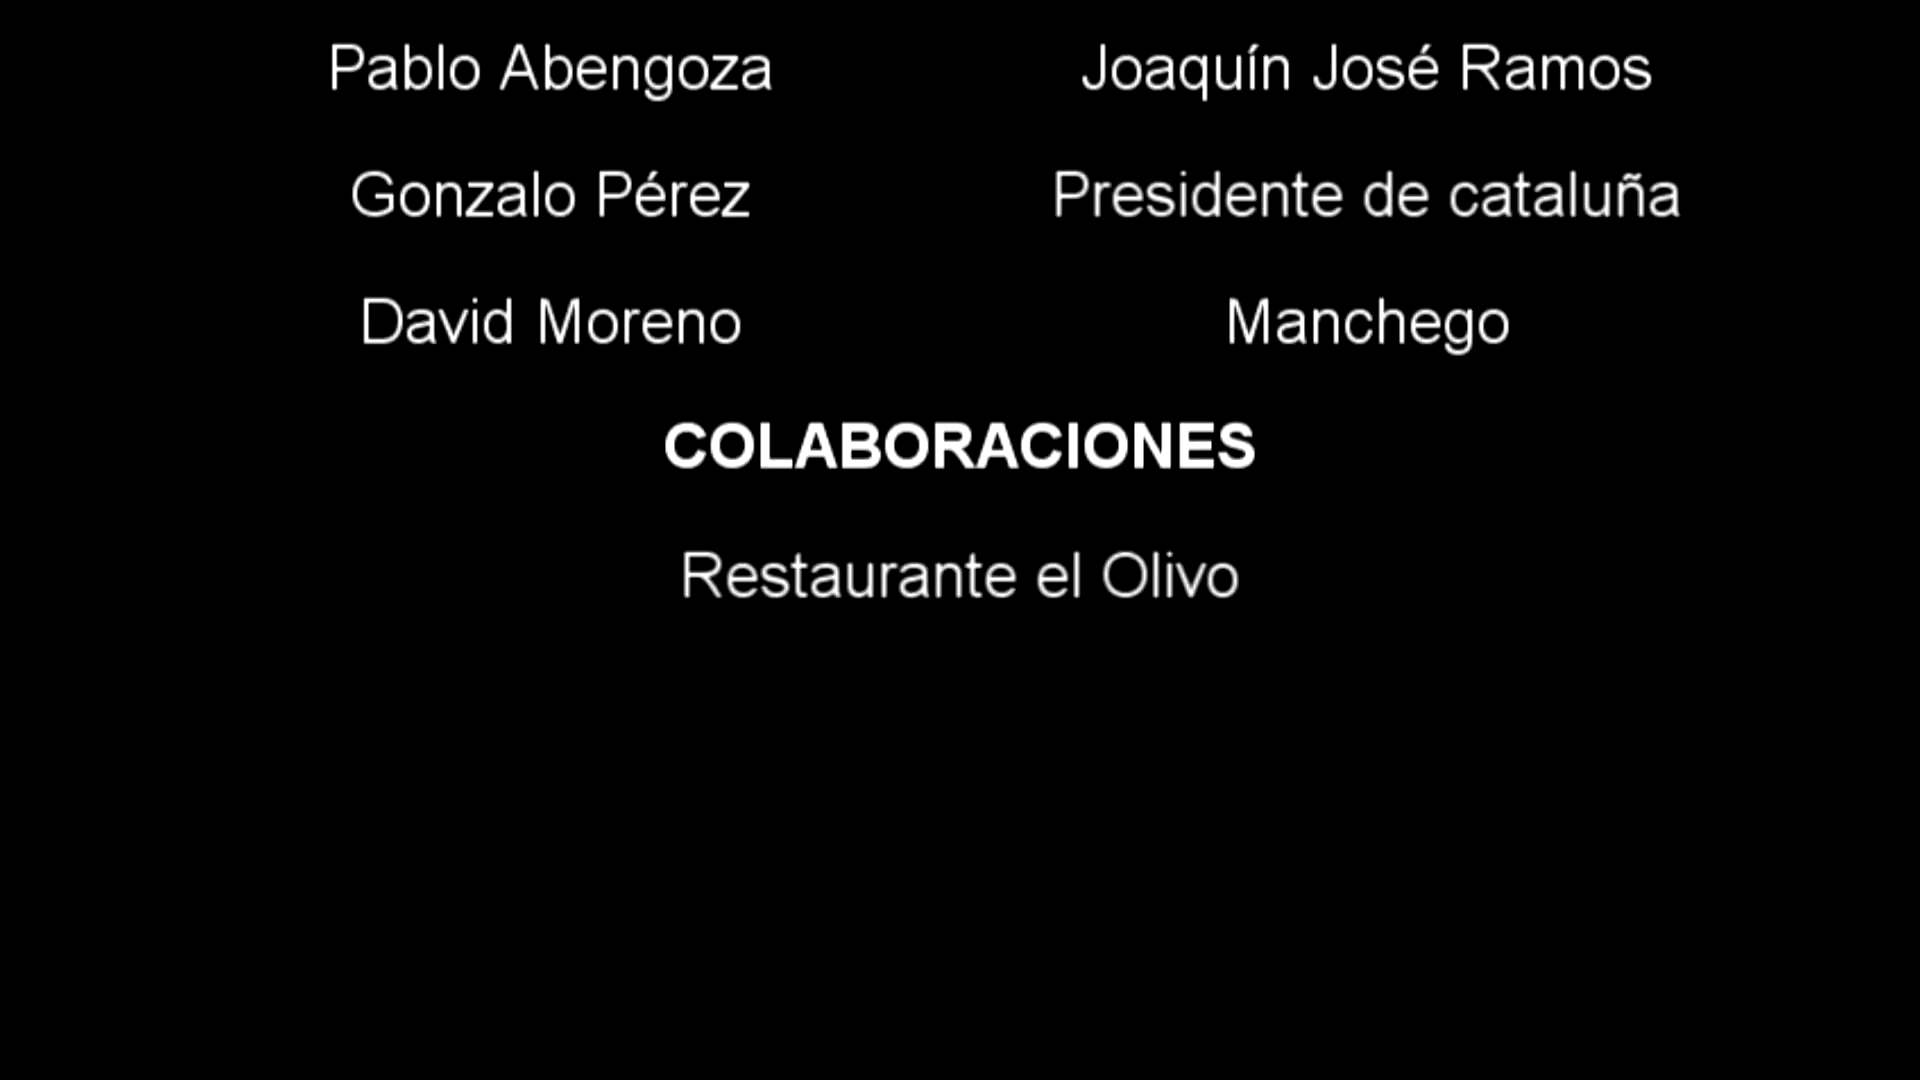 Pablo Abengoza Joaquín José Ramos
Gonzalo Pérez Presidente de cataluña
David Moreno Manchego
COLABORACIONES
Restaurante el Olivo